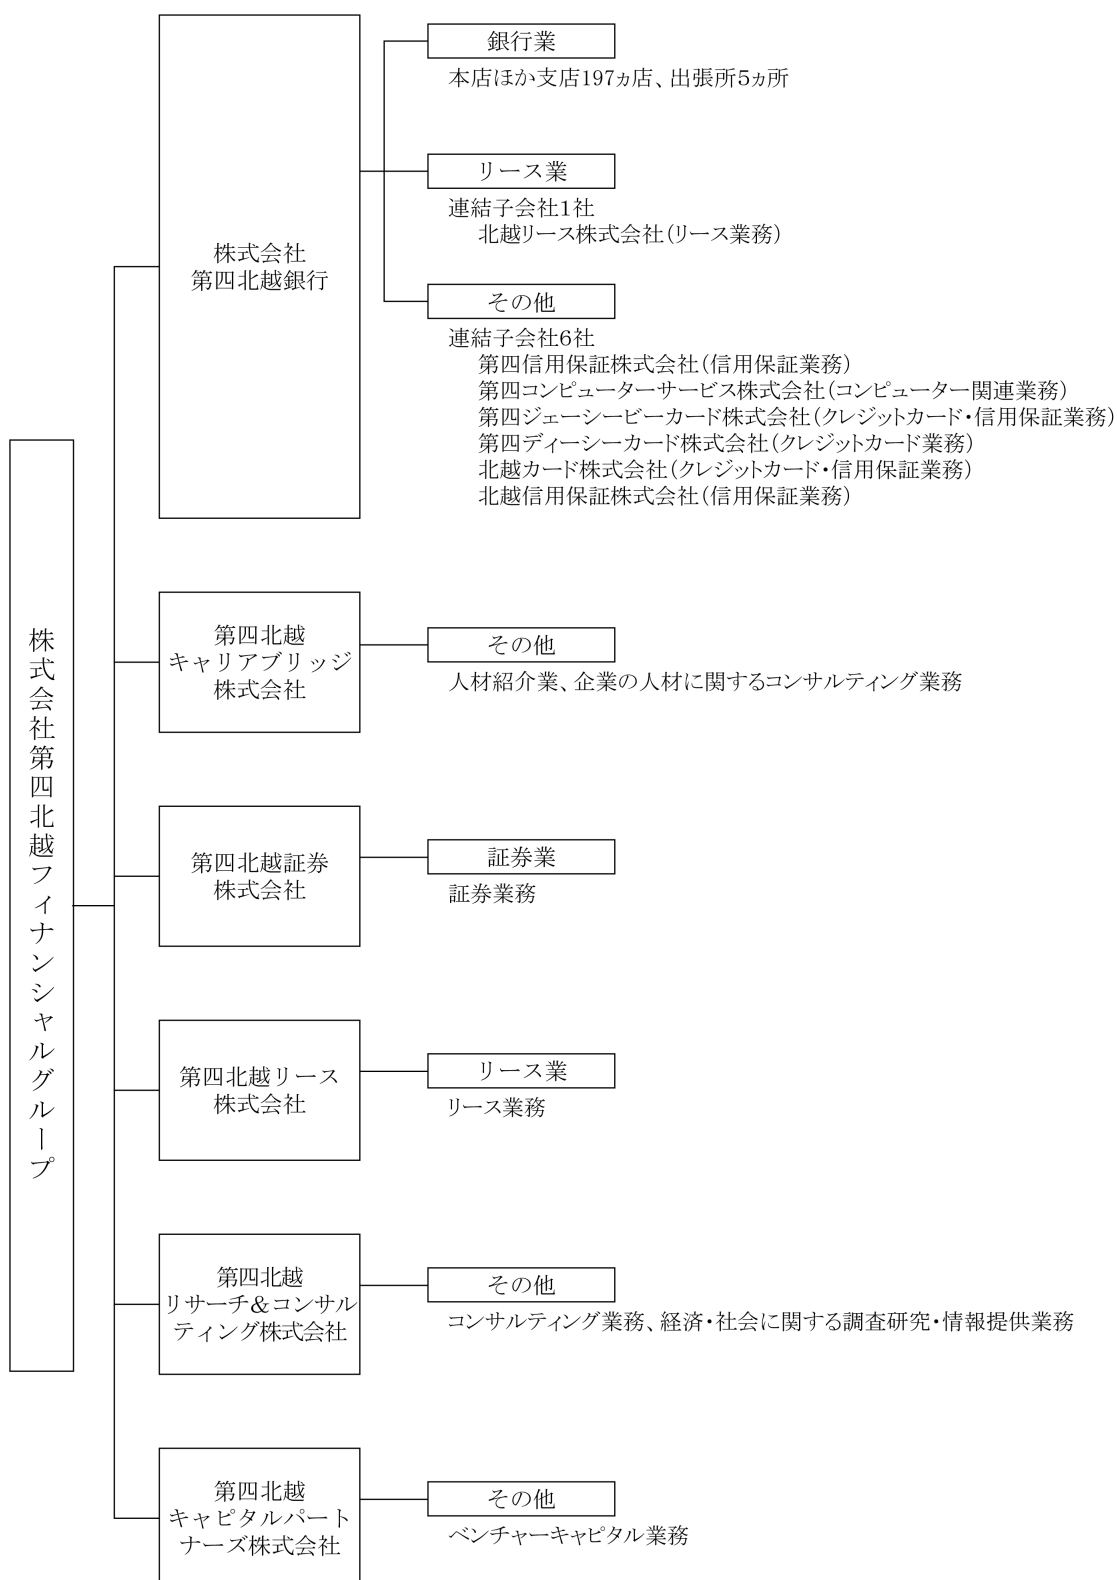 株式会社第四北越フィナンシャルグループ
株式会社
第四北越銀行
銀行業
本店ほか支店197ヵ店、出張所5ヵ所
リース業
連結子会社1社
北越リース株式会社(リース業務)
その他
連結子会社6社
第四信用保証株式会社(信用保証業務)
第四コンピューターサービス株式会社(コンピューター関連業務)
第四ジェーシービーカード株式会社(クレジットカード・信用保証業務)
第四ディーシーカード株式会社(クレジットカード業務)
北越カード株式会社(クレジットカード・信用保証業務)
北越信用保証株式会社(信用保証業務)
第四北越
キャリアブリッジ
株式会社
その他
人材紹介業、企業の人材に関するコンサルティング業務
第四北越証券
株式会社
証券業
証券業務
第四北越リース
株式会社
リース業
リース業務
第四北越
リサーチ&コンサル
ティング株式会社
その他
コンサルティング業務、経済・社会に関する調査研究・情報提供業務
第四北越
キャピタルパート
ナーズ株式会社
その他
ベンチャーキャピタル業務